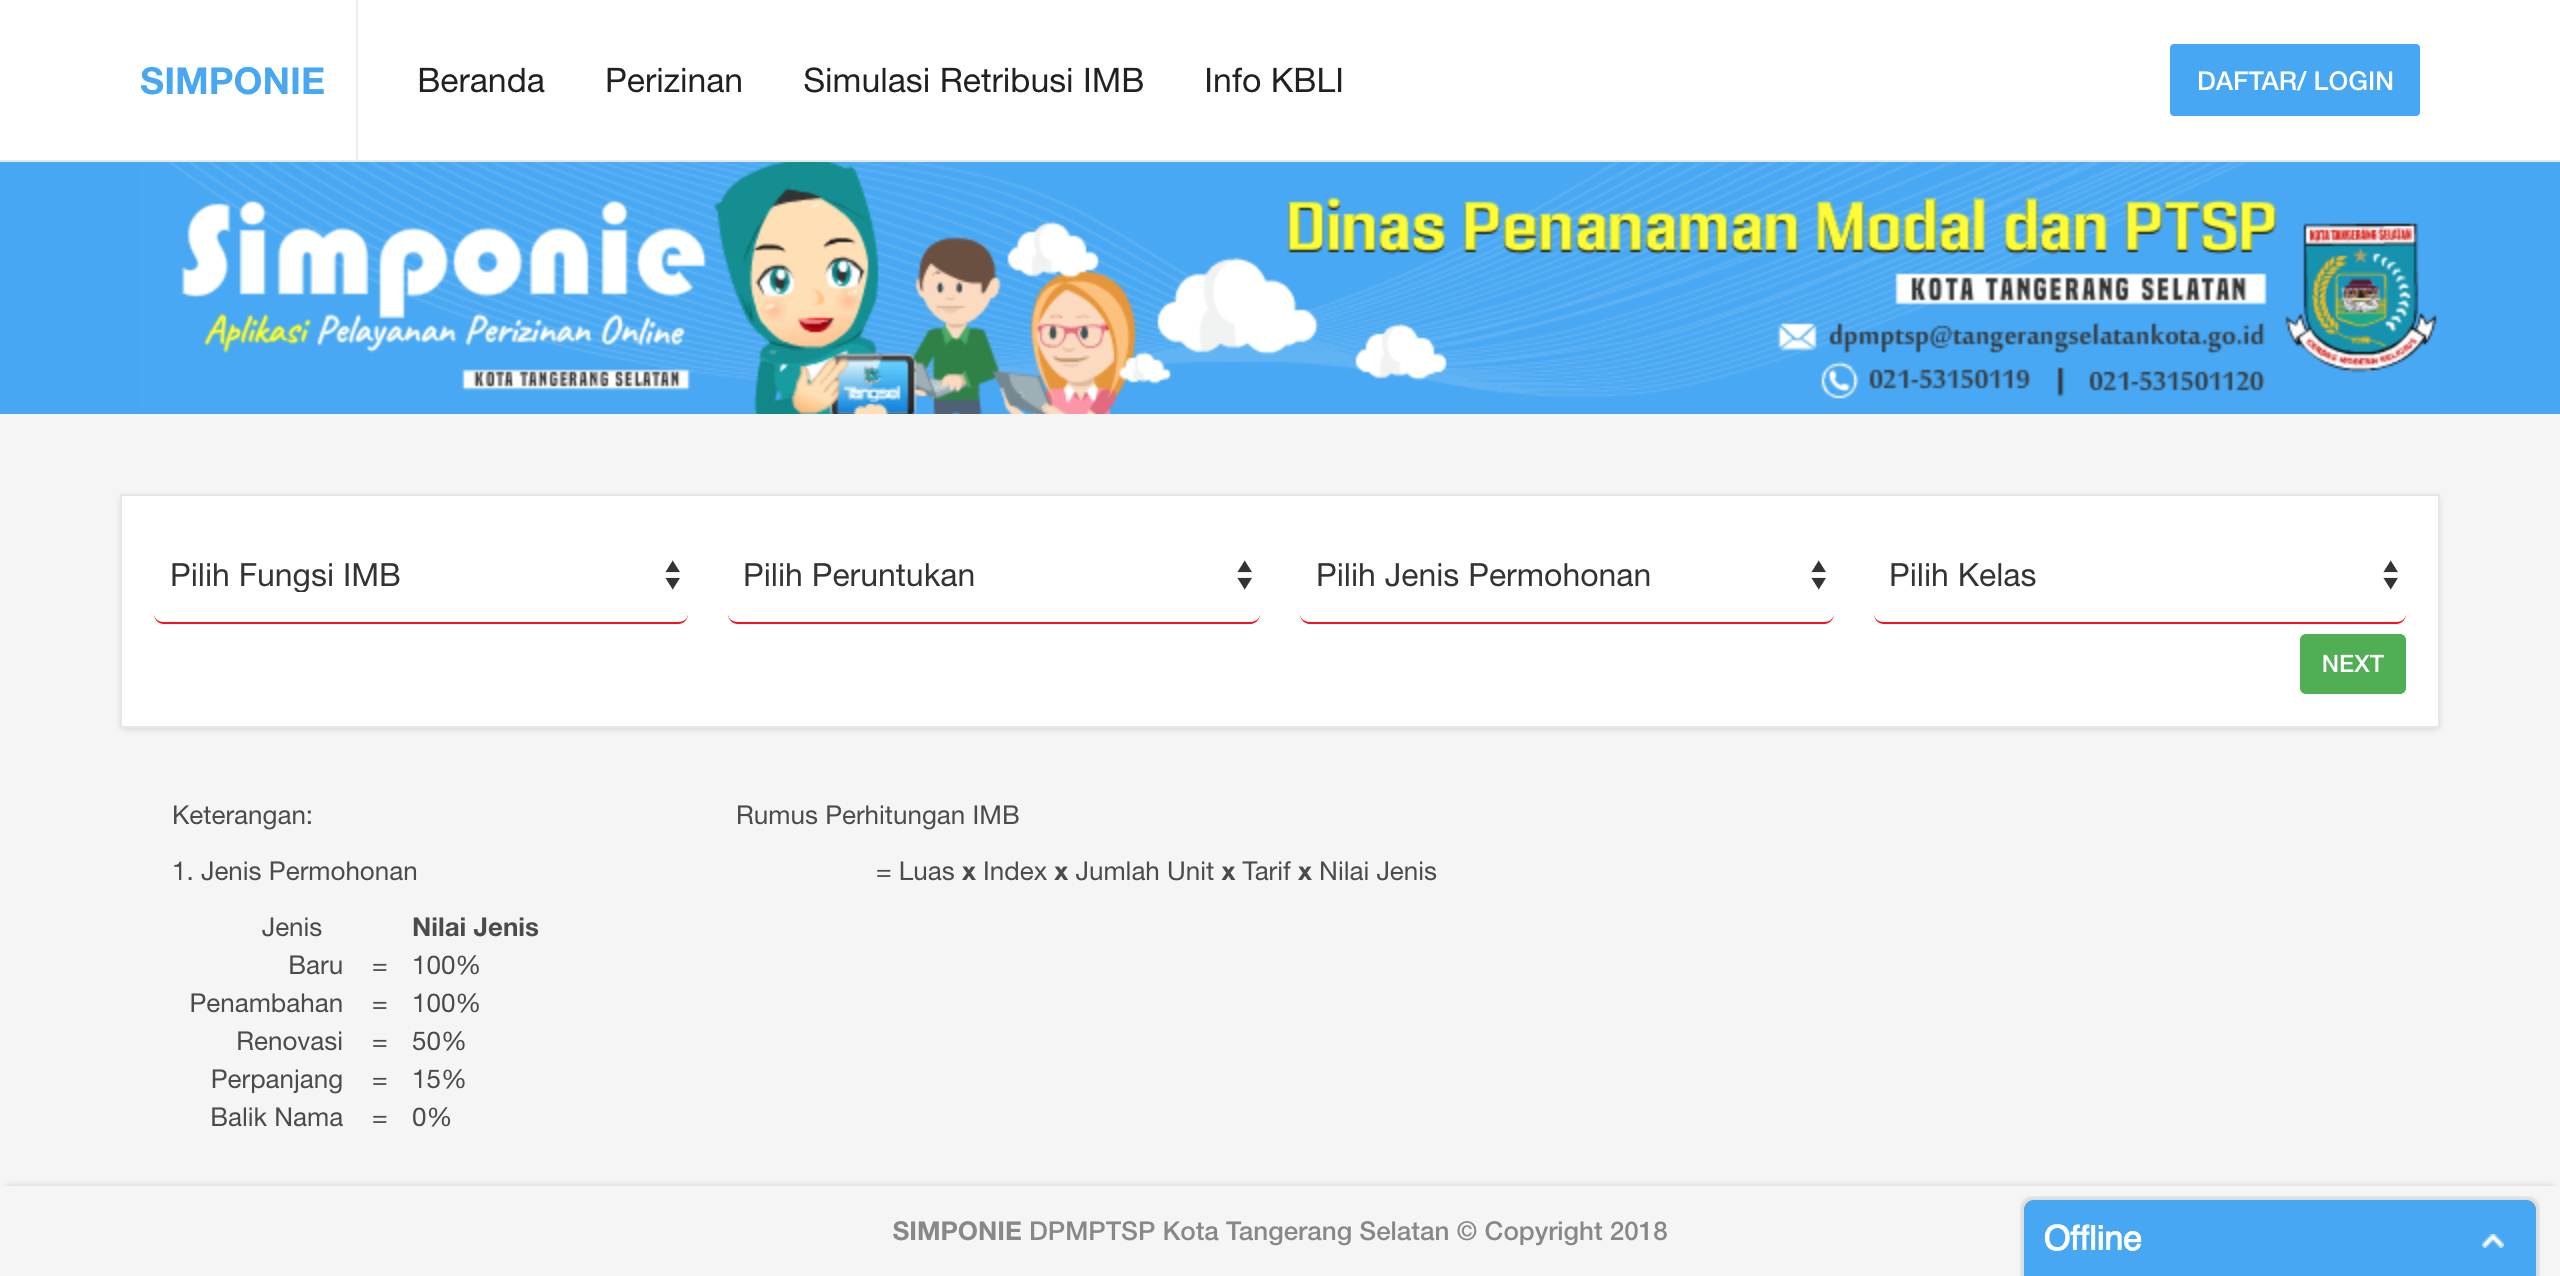 SIMPONIE
Beranda
Perizinan
Simulasi Retribusi IMB
Info KBLI
DAFTAR/ LOGIN
Simponie
Aplikasi Pelayanan Perizinan Online
KOTA TANGERANG SELATAN
Tangsel
Dinas Penanaman Modal dan PTSP
KOTA TANGERANG SELATAN
dpmptsp@tangerangselatankota.go.id
021-53150119 | 021-531501120
KOTA TANGERANG SELATAN
CERDAS MODERN RELIGIUS
Pilih Fungsi IMB
Pilih Peruntukan
Pilih Jenis Permohonan
Pilih Kelas
NEXT
Keterangan:
1. Jenis Permohonan
Jenis Nilai Jenis
Baru = 100%
Penambahan = 100%
Renovasi = 50%
Perpanjang = 15%
Balik Nama = 0%
Rumus Perhitungan IMB
= Luas x Index x Jumlah Unit x Tarif x Nilai Jenis
SIMPONIE DPMPTSP Kota Tangerang Selatan © Copyright 2018
Offline